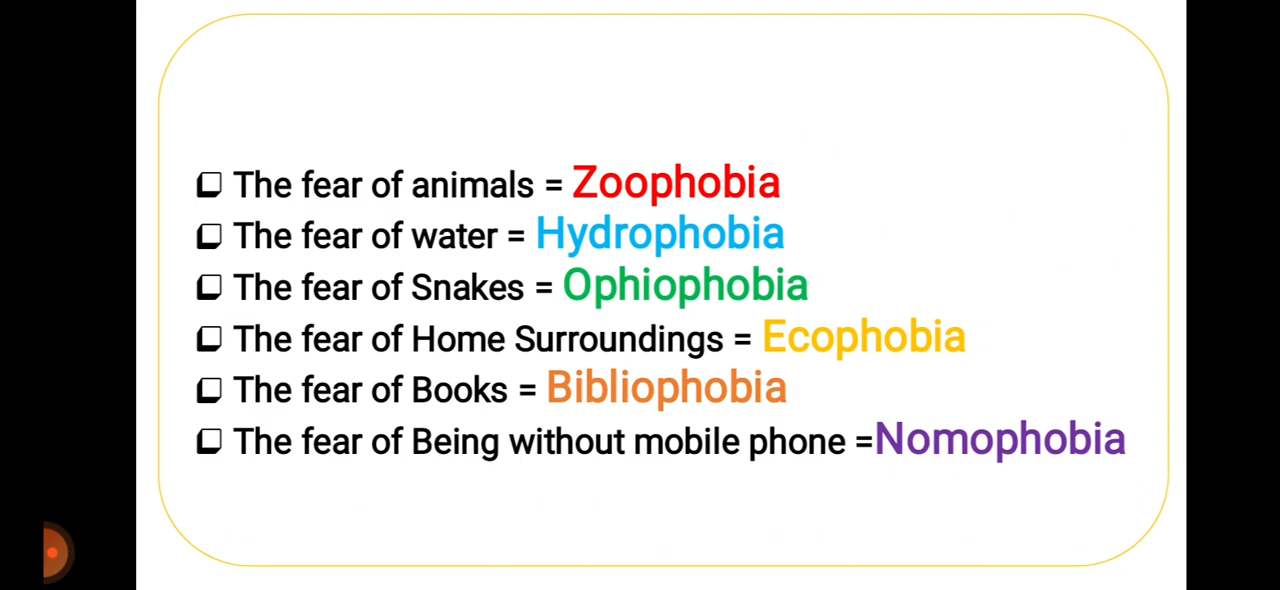 The fear of animals = Zoophobia
The fear of water = Hydrophobia
The fear of Snakes = Ophiophobia
The fear of Home Surroundings = Ecophobia
The fear of Books = Bibliophobia
The fear of Being without mobile phone =Nomophobia